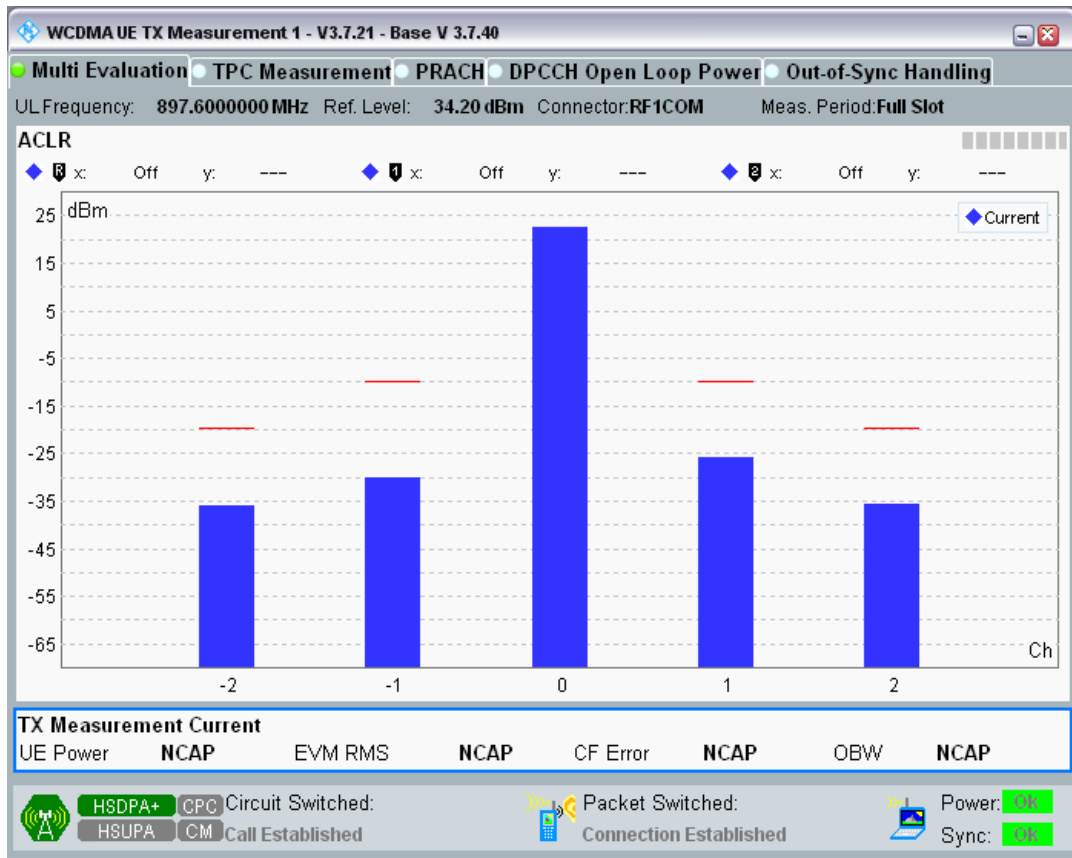 WCDMA UE TX Measurement 1 - V3.7.21 - Base V 3.7.40
Multi Evaluation TPC Measurement PRACH DPCCH Open Loop Power Out-of-Sync Handling
UL Frequency: 897.6000000 MHz Ref. Level: 34.20 dBm Connector:RF1COM Meas. Period:Full Slot
ACLR
R x: Off y: --- 1 x: Off y: --- 2 x: Off y: ---
dBm
Current
25
15
5
-5
-15
-25
-35
-45
-55
-65
Ch
-2 -1 0 1 2
TX Measurement Current
UE Power NCAP EVM RMS NCAP CF Error NCAP OBW NCAP
HSDPA+ CPC Circuit Switched: Packet Switched: Power: Ok
HSUPA CM Call Established Connection Established Sync: Ok